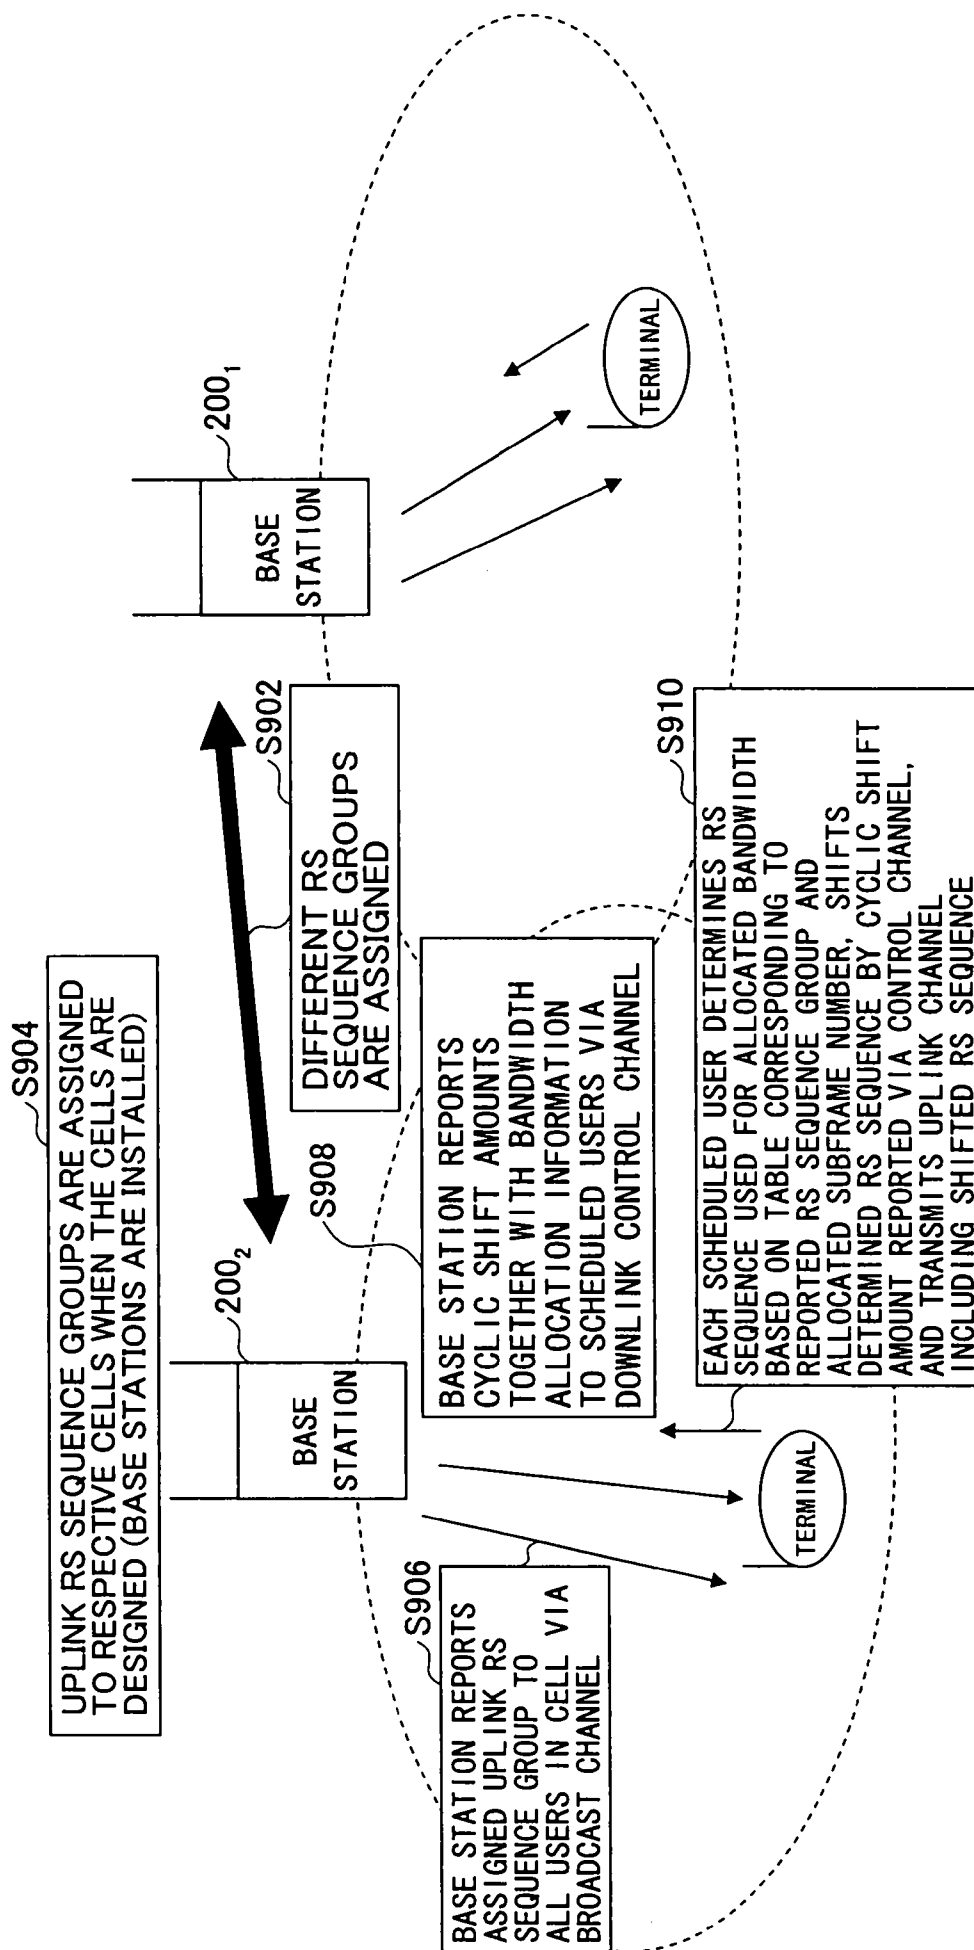 S904
UPLINK RS SEQUENCE GROUPS ARE ASSIGNED
TO RESPECTIVE CELLS WHEN THE CELLS ARE
DESIGNED (BASE STATIONS ARE INSTALLED)
200₂
BASE
STATION
200₁
BASE
STATION
S902
DIFFERENT RS
SEQUENCE GROUPS
ARE ASSIGNED
S906
BASE STATION REPORTS
ASSIGNED UPLINK RS
SEQUENCE GROUP TO
ALL USERS IN CELL VIA
BROADCAST CHANNEL
S908
BASE STATION REPORTS
CYCLIC SHIFT AMOUNTS
TOGETHER WITH BANDWIDTH
ALLOCATION INFORMATION
TO SCHEDULED USERS VIA
DOWNLINK CONTROL CHANNEL
TERMINAL
TERMINAL
S910
EACH SCHEDULED USER DETERMINES RS
SEQUENCE USED FOR ALLOCATED BANDWIDTH
BASED ON TABLE CORRESPONDING TO
REPORTED RS SEQUENCE GROUP AND
ALLOCATED SUBFRAME NUMBER, SHIFTS
DETERMINED RS SEQUENCE BY CYCLIC SHIFT
AMOUNT REPORTED VIA CONTROL CHANNEL,
AND TRANSMITS UPLINK CHANNEL
INCLUDING SHIFTED RS SEQUENCE